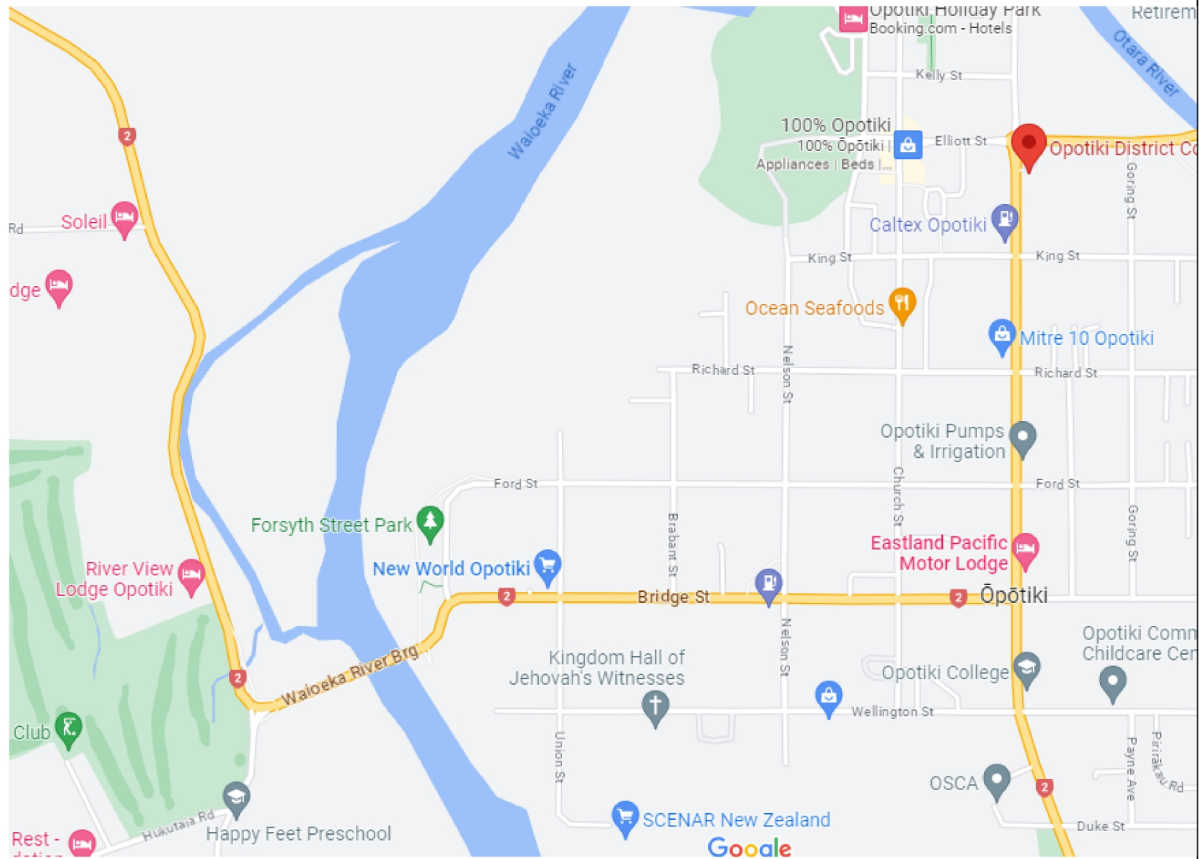 Opotiki Holiday Park
Booking.com - Hotels
Retirem
Otara River
Kelly St
Waioeka River
2
100% Opotiki
100% Ōpōtiki |
Appliances | Beds |...
Elliott St
Opotiki District Co
Goring St
Soleil
Rd
Caltex Opotiki
King St
King St
dge
Ocean Seafoods
Mitre 10 Opotiki
Nelson St
Richard St
Richard St
Opotiki Pumps
& Irrigation
Church St
Ford St
Ford St
Forsyth Street Park
Brabant St
Goring St
Eastland Pacific
Motor Lodge
River View
Lodge Opotiki
New World Opotiki
2
Bridge St
2
Ōpōtiki
Nelson St
Opotiki Comm
Childcare Cen
Kingdom Hall of
Jehovah's Witnesses
Waioeka River Brg
2
Opotiki College
Wellington St
Club
Union St
Payne Ave
Pirirākau Rd
OSCA
2
Hukutaia Rd
Happy Feet Preschool
SCENAR New Zealand
Duke St
Rest -
dation
Google